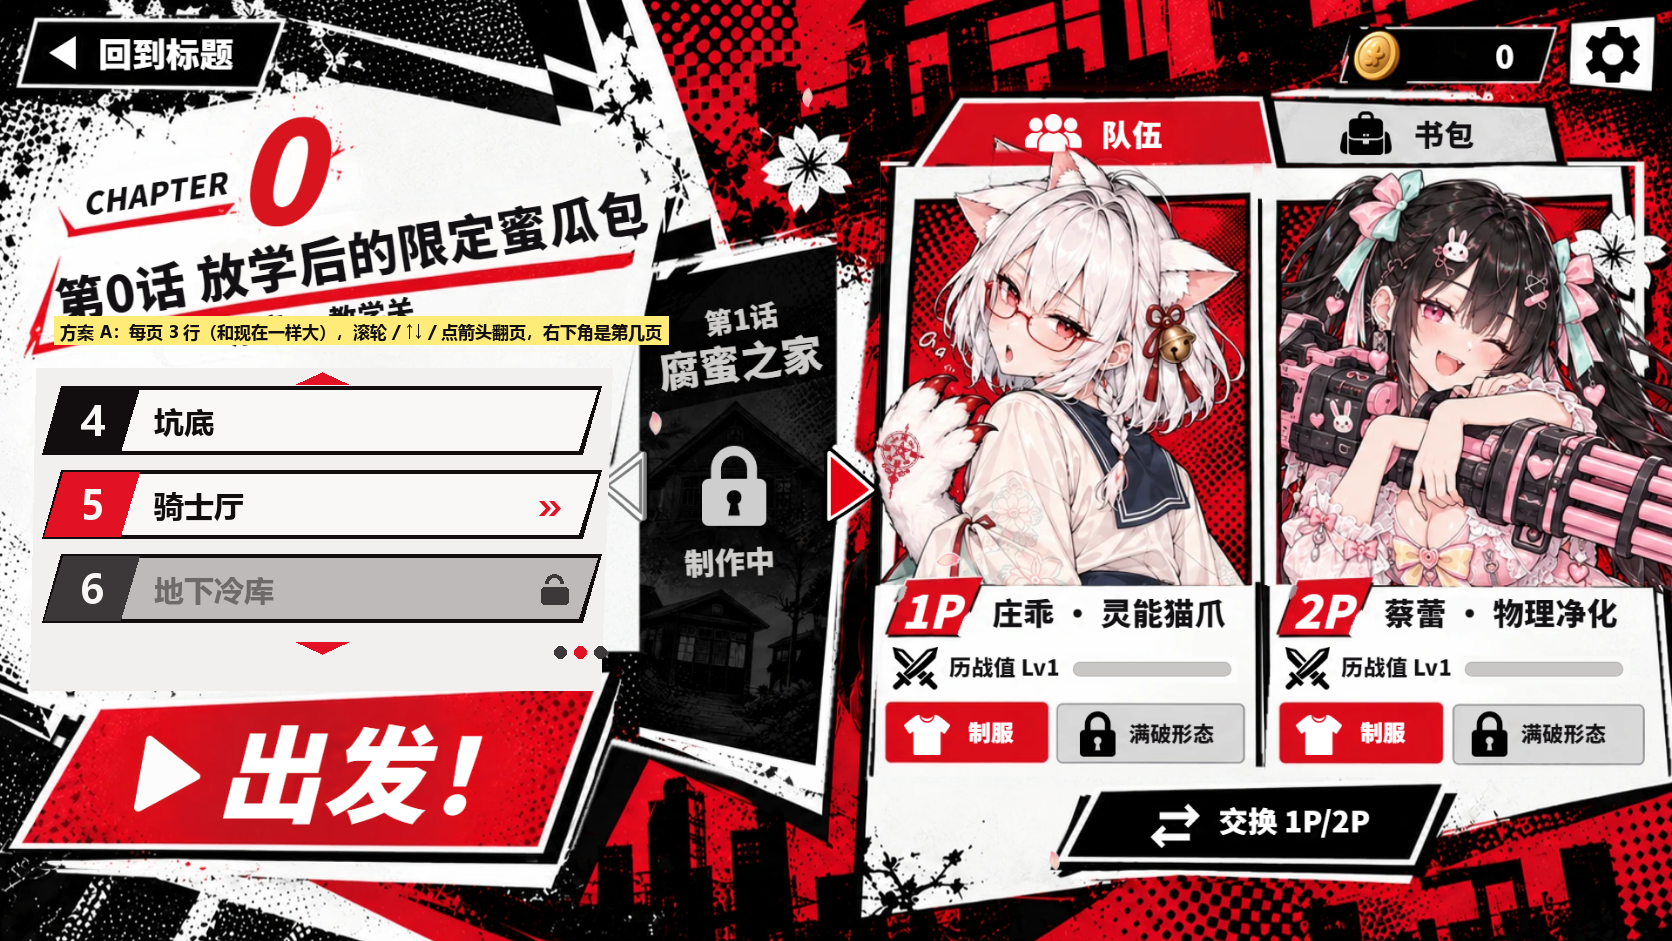 回到标题
0
CHAPTER 0
第0话 放学后的限定蜜瓜包
教学关
方案 A：每页 3 行（和现在一样大），滚轮 / ↑↓ / 点箭头翻页，右下角是第几页
4 坑底
5 骑士厅 »
6 地下冷库
出发！
第1话
腐蜜之家
制作中
队伍
书包
1P 庄乖 · 灵能猫爪
历战值 Lv1
制服
满破形态
2P 蔡蕾 · 物理净化
历战值 Lv1
制服
满破形态
交换 1P/2P